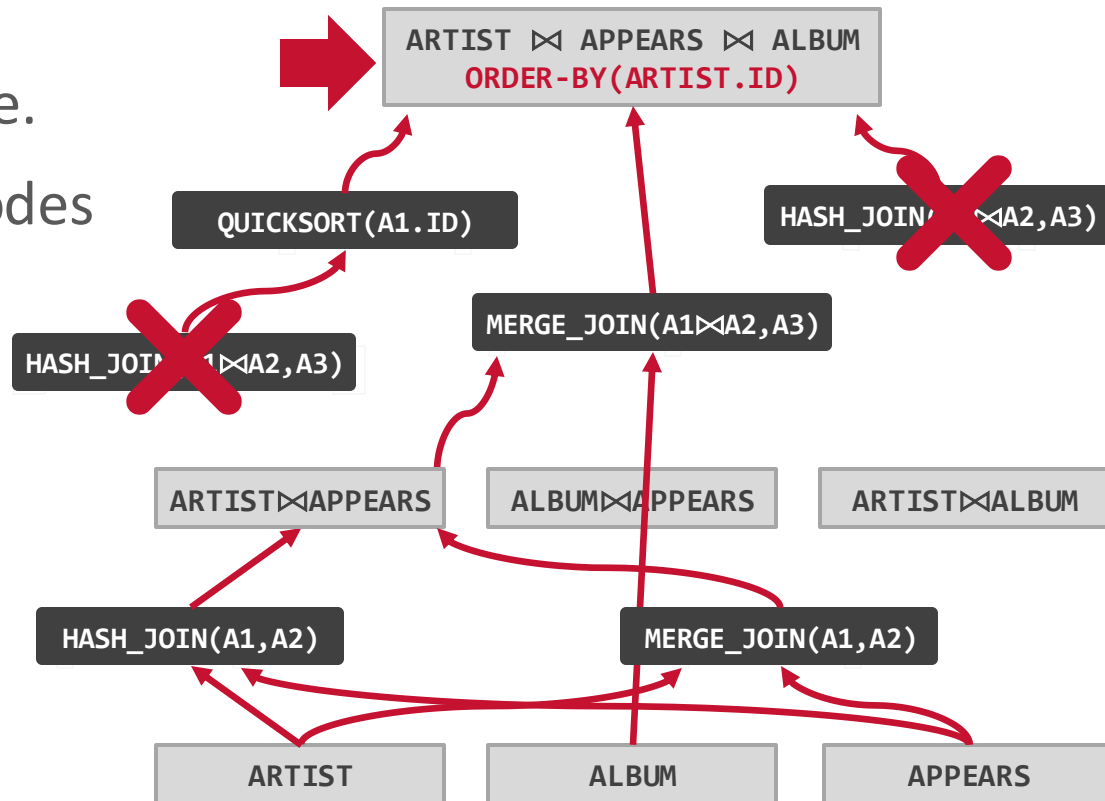 ARTIST ⋈ APPEARS ⋈ ALBUM
ORDER-BY(ARTIST.ID)
e.
odes
QUICKSORT(A1.ID)
HASH_JOIN( ⋈A2,A3)
MERGE_JOIN(A1⋈A2,A3)
HASH_JOI 1⋈A2,A3)
ARTIST⋈APPEARS
ALBUM⋈APPEARS
ARTIST⋈ALBUM
HASH_JOIN(A1,A2)
MERGE_JOIN(A1,A2)
ARTIST
ALBUM
APPEARS